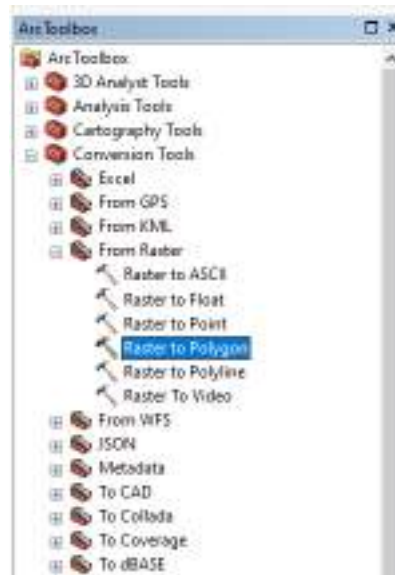 ArcToolbox
ArcToolbox
3D Analyst Tools
Analysis Tools
Cartography Tools
Conversion Tools
Excel
From GPS
From KML
From Raster
Raster to ASCII
Raster to Float
Raster to Point
Raster to Polygon
Raster to Polyline
Raster To Video
From WFS
JSON
Metadata
To CAD
To Collada
To Coverage
To dBASE